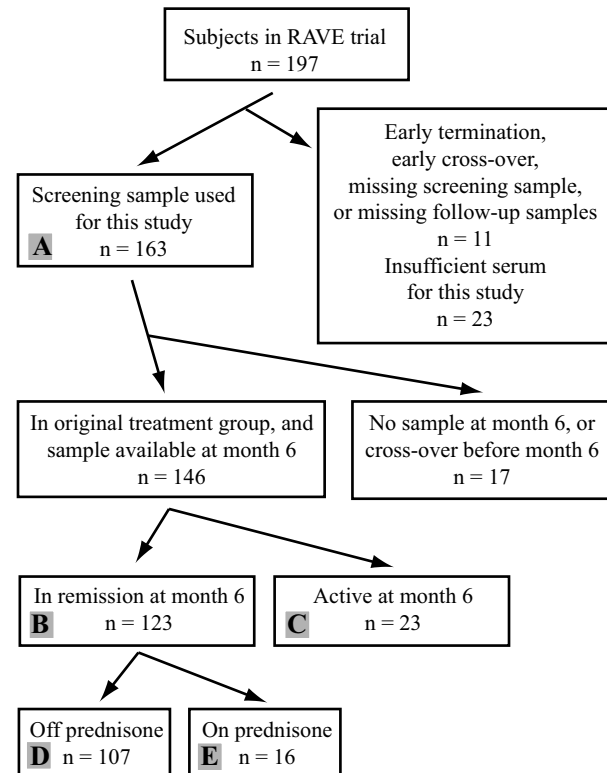 Subjects in RAVE trial
n = 197
Early termination,
early cross-over,
missing screening sample,
or missing follow-up samples
n = 11
Insufficient serum
for this study
n = 23
Screening sample used
for this study
A n = 163
In original treatment group, and
sample available at month 6
n = 146
No sample at month 6, or
cross-over before month 6
n = 17
In remission at month 6
B n = 123
Active at month 6
C n = 23
Off prednisone
D n = 107
On prednisone
E n = 16